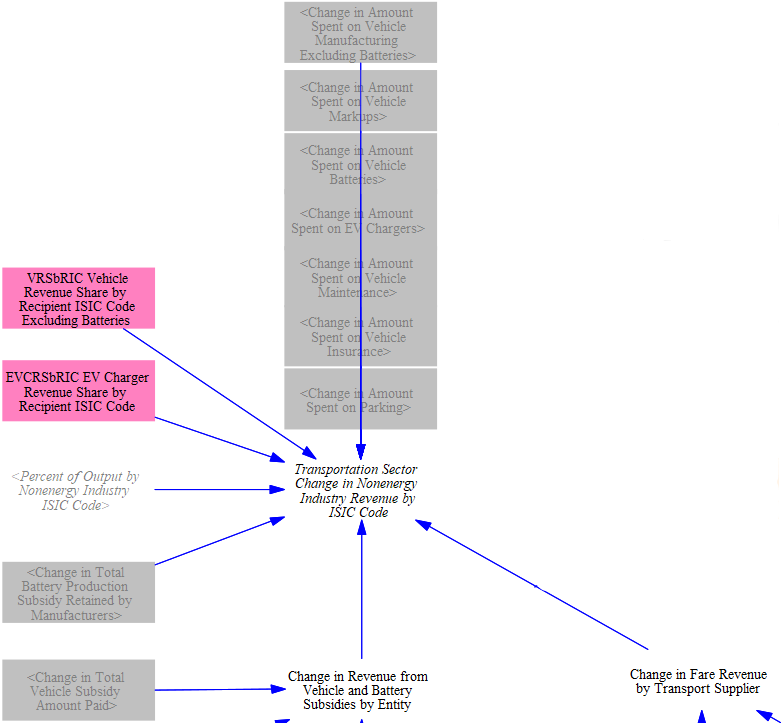 <Change in Amount
Spent on Vehicle
Manufacturing
Excluding Batteries>
<Change in Amount
Spent on Vehicle
Markups>
<Change in Amount
Spent on Vehicle
Batteries>
<Change in Amount
Spent on EV Chargers>
<Change in Amount
Spent on Vehicle
Maintenance>
<Change in Amount
Spent on Vehicle
Insurance>
<Change in Amount
Spent on Parking>
VRSbRIC Vehicle
Revenue Share by
Recipient ISIC Code
Excluding Batteries
EVCRSbRIC EV Charger
Revenue Share by
Recipient ISIC Code
<Percent of Output by
Nonenergy Industry
ISIC Code>
Transportation Sector
Change in Nonenergy
Industry Revenue by
ISIC Code
<Change in Total
Battery Production
Subsidy Retained by
Manufacturers>
<Change in Total
Vehicle Subsidy
Amount Paid>
Change in Revenue from
Vehicle and Battery
Subsidies by Entity
Change in Fare Revenue
by Transport Supplier